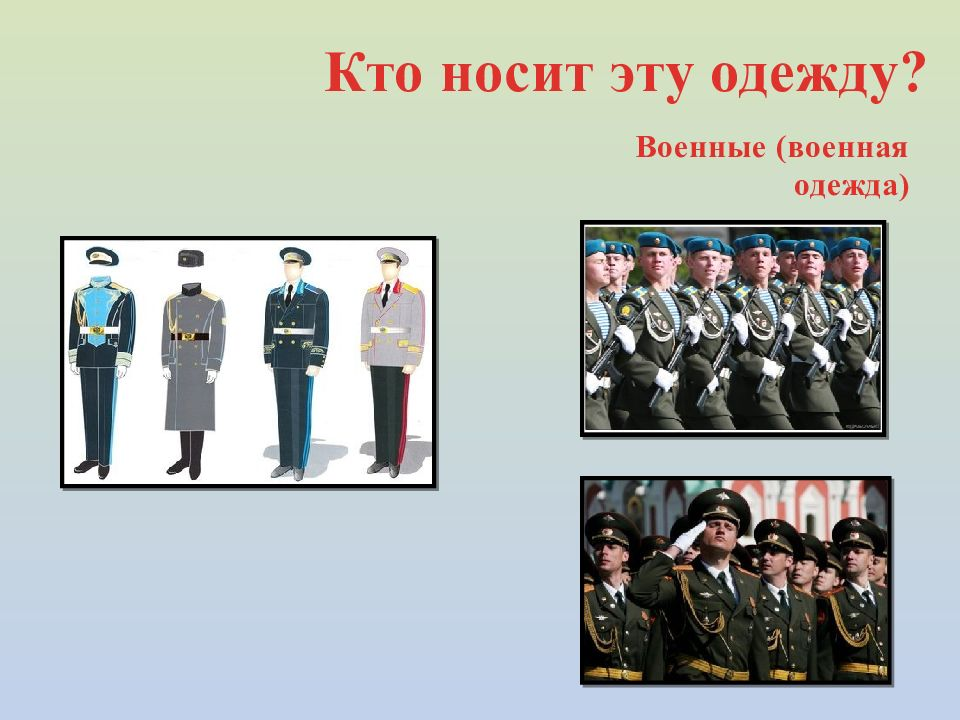 Кто носит эту одежду?
Военные (военная
одежда)